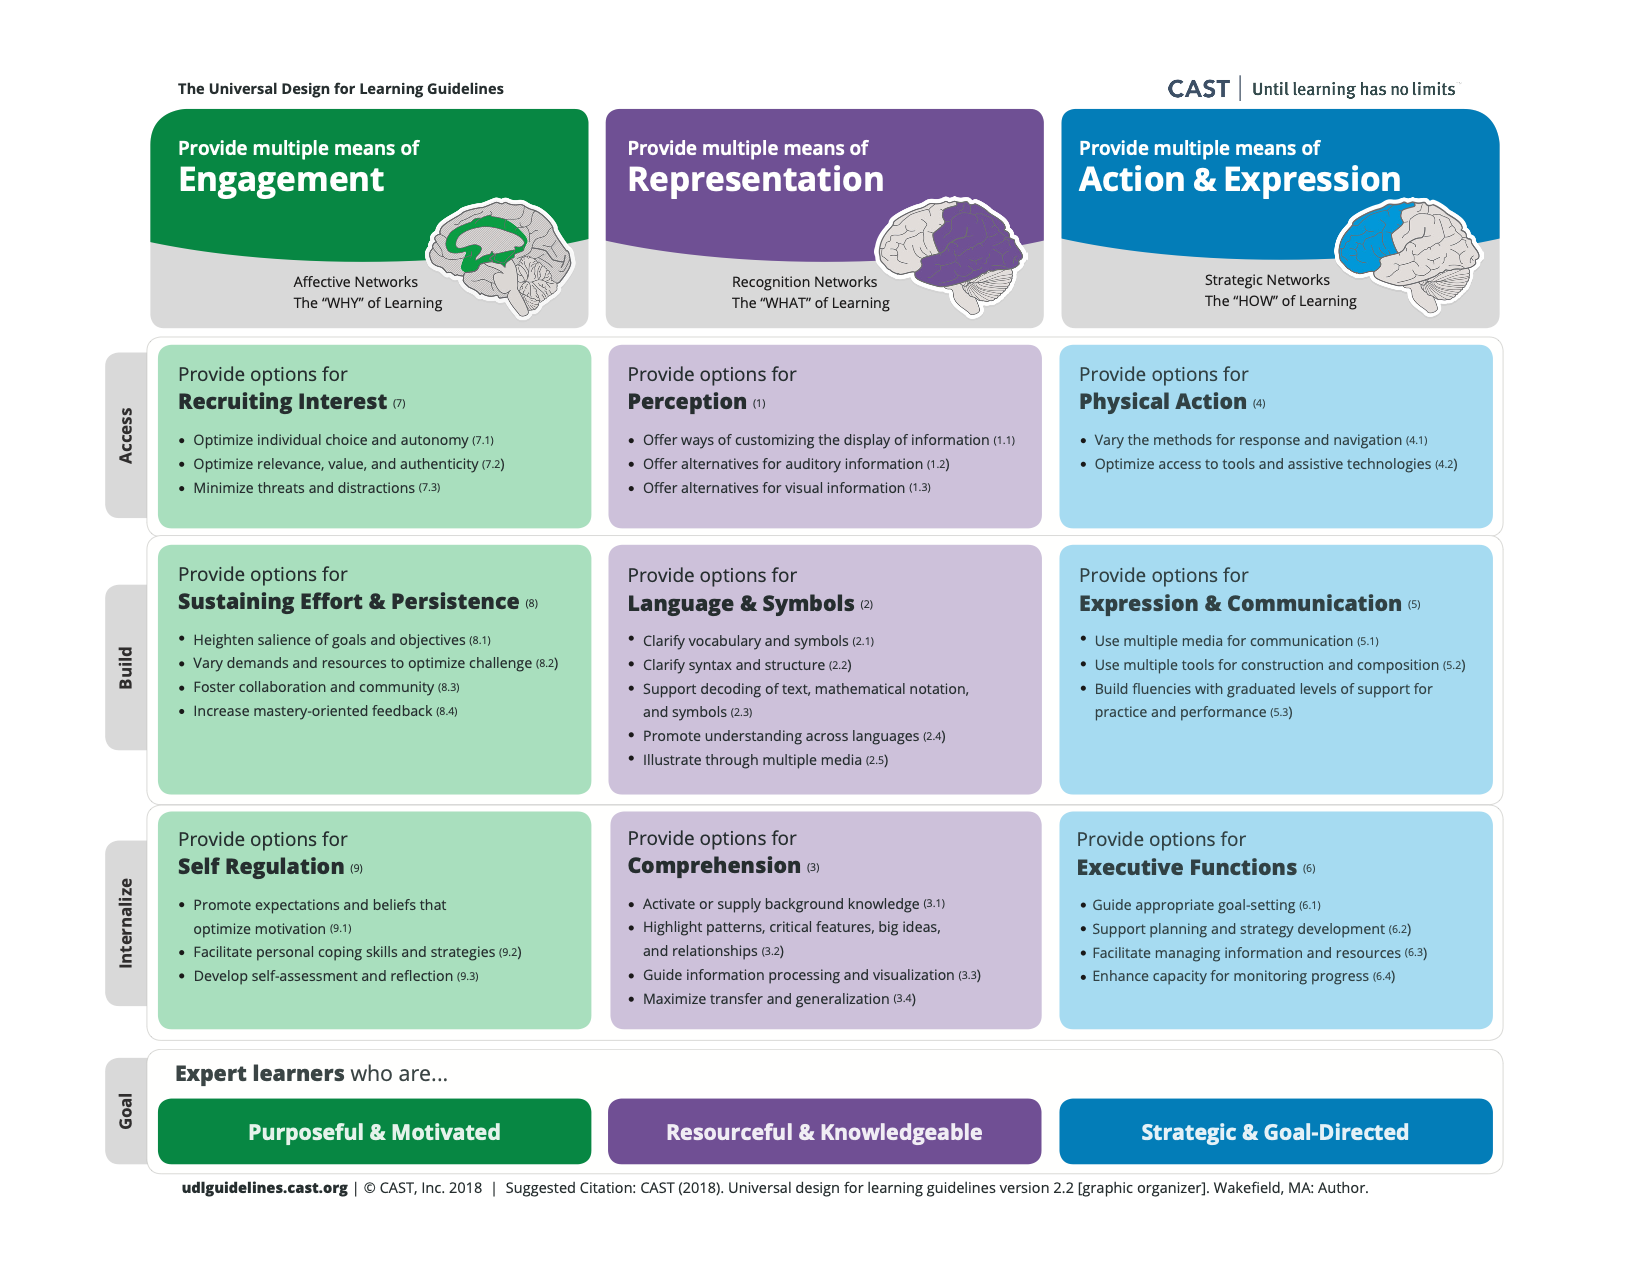 The Universal Design for Learning Guidelines
CAST | Until learning has no limits™
Provide multiple means of
Engagement
Affective Networks
The “WHY” of Learning
Provide multiple means of
Representation
Recognition Networks
The “WHAT” of Learning
Provide multiple means of
Action & Expression
Strategic Networks
The “HOW” of Learning
Access
Provide options for
Recruiting Interest (7)
• Optimize individual choice and autonomy (7.1)
• Optimize relevance, value, and authenticity (7.2)
• Minimize threats and distractions (7.3)
Provide options for
Perception (1)
• Offer ways of customizing the display of information (1.1)
• Offer alternatives for auditory information (1.2)
• Offer alternatives for visual information (1.3)
Provide options for
Physical Action (4)
• Vary the methods for response and navigation (4.1)
• Optimize access to tools and assistive technologies (4.2)
Build
Provide options for
Sustaining Effort & Persistence (8)
• Heighten salience of goals and objectives (8.1)
• Vary demands and resources to optimize challenge (8.2)
• Foster collaboration and community (8.3)
• Increase mastery-oriented feedback (8.4)
Provide options for
Language & Symbols (2)
• Clarify vocabulary and symbols (2.1)
• Clarify syntax and structure (2.2)
• Support decoding of text, mathematical notation,
and symbols (2.3)
• Promote understanding across languages (2.4)
• Illustrate through multiple media (2.5)
Provide options for
Expression & Communication (5)
• Use multiple media for communication (5.1)
• Use multiple tools for construction and composition (5.2)
• Build fluencies with graduated levels of support for
practice and performance (5.3)
Internalize
Provide options for
Self Regulation (9)
• Promote expectations and beliefs that
optimize motivation (9.1)
• Facilitate personal coping skills and strategies (9.2)
• Develop self-assessment and reflection (9.3)
Provide options for
Comprehension (3)
• Activate or supply background knowledge (3.1)
• Highlight patterns, critical features, big ideas,
and relationships (3.2)
• Guide information processing and visualization (3.3)
• Maximize transfer and generalization (3.4)
Provide options for
Executive Functions (6)
• Guide appropriate goal-setting (6.1)
• Support planning and strategy development (6.2)
• Facilitate managing information and resources (6.3)
• Enhance capacity for monitoring progress (6.4)
Goal
Expert learners who are...
Purposeful & Motivated
Resourceful & Knowledgeable
Strategic & Goal-Directed
udlguidelines.cast.org | © CAST, Inc. 2018 | Suggested Citation: CAST (2018). Universal design for learning guidelines version 2.2 [graphic organizer]. Wakefield, MA: Author.